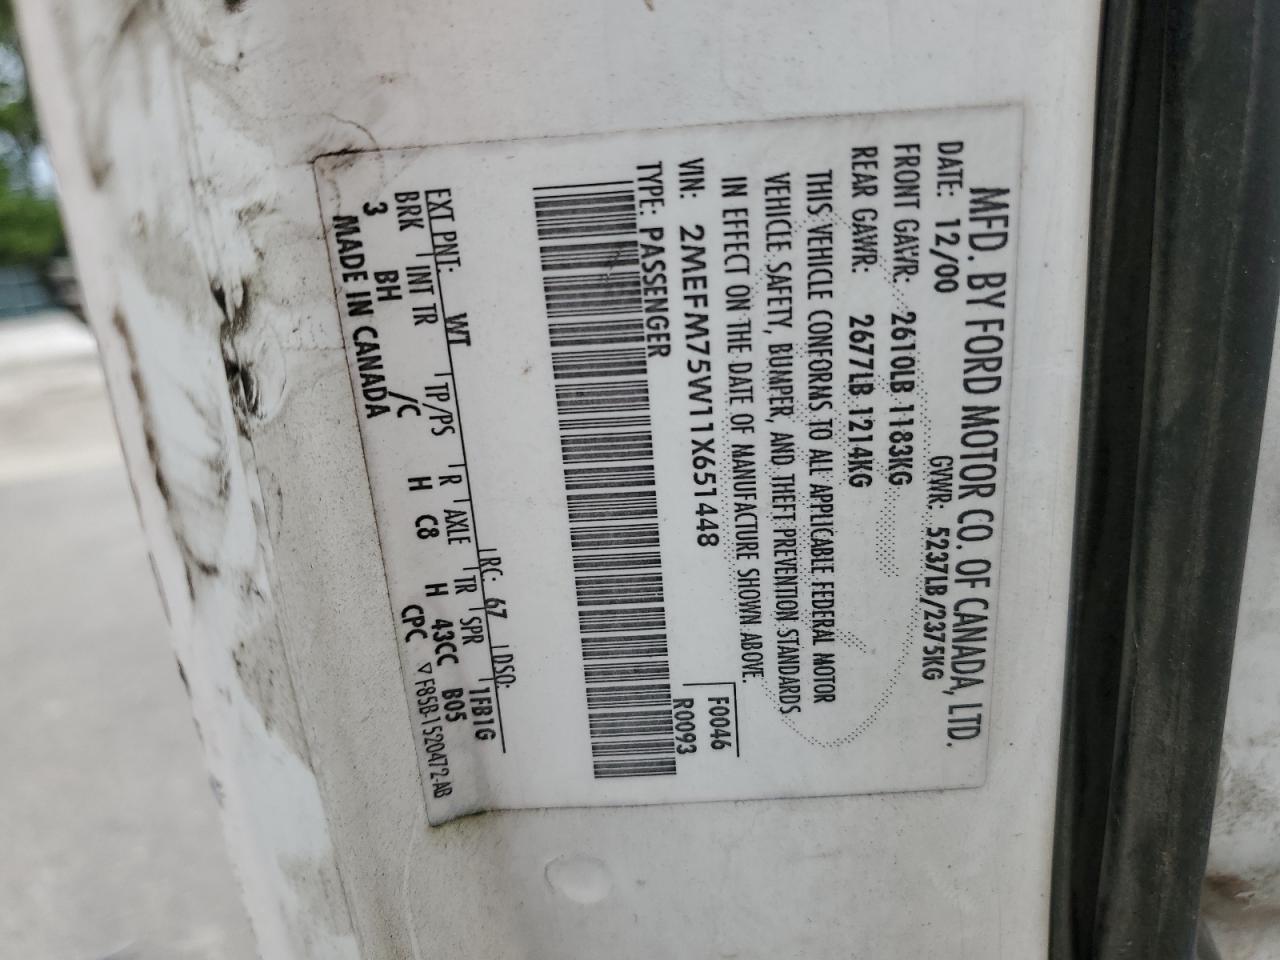 MFD. BY FORD MOTOR CO. OF CANADA, LTD.
DATE: 12/00 GVWR: 5237LB/2375KG
FRONT GAWR: 2610LB 1183KG
REAR GAWR: 2677LB 1214KG
THIS VEHICLE CONFORMS TO ALL APPLICABLE FEDERAL MOTOR
VEHICLE SAFETY, BUMPER, AND THEFT PREVENTION STANDARDS
IN EFFECT ON THE DATE OF MANUFACTURE SHOWN ABOVE.
VIN: 2MEFM75W11X651448 F0046
TYPE: PASSENGER R0093
EXT PNT: WT RC: 67 DSO:
BRK INT TR TP/PS R AXLE TR SPR 1FB1G
3 BH /C H C8 H 43CC B05
MADE IN CANADA CPC ▽ F85B-1520472-AB